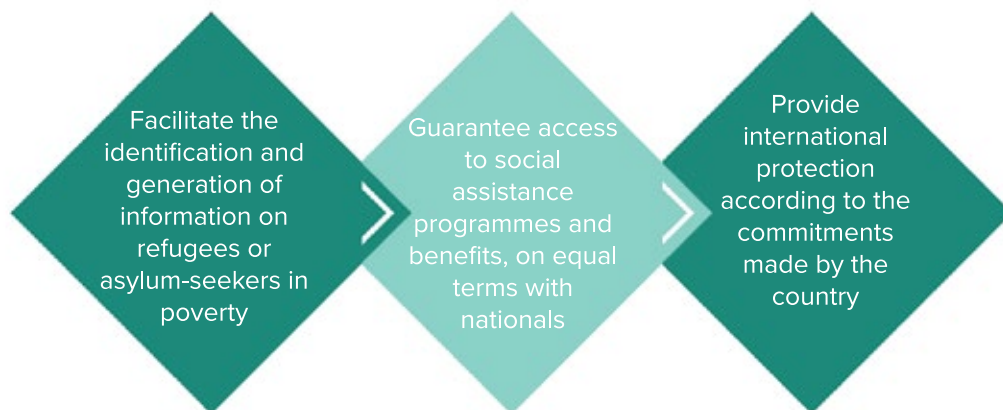 Facilitate the
identification and
generation of
information on
refugees or
asylum-seekers in
poverty
Guarantee access
to social
assistance
programmes and
benefits, on equal
terms with
nationals
Provide
international
protection
according to the
commitments
made by the
country